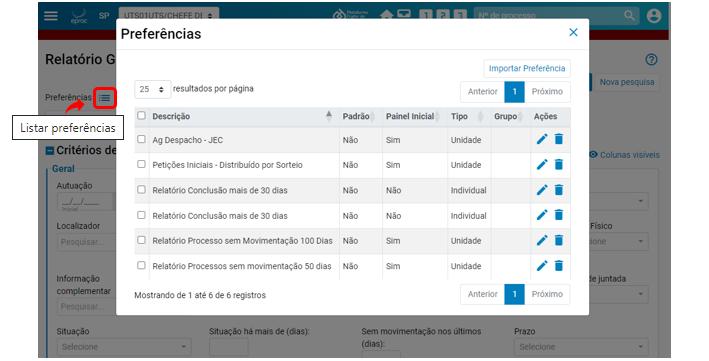 eproc SP UTS01UTS/CHEFE DE Nº de processo
Preferências
Relatório G
Importar Preferência
Nova pesquisa
25 resultados por página
Anterior 1 Próximo
Preferências
Listar preferências
Descrição Padrão Painel Inicial Tipo Grupo Ações
Ag Despacho - JEC Não Sim Unidade
Petições Iniciais - Distribuído por Sorteio Não Sim Unidade
Relatório Conclusão mais de 30 dias Não Não Individual
Relatório Conclusão mais de 30 dias Não Não Individual
Relatório Processo sem Movimentação 100 Dias Não Sim Unidade
Relatório Processos sem movimentação 50 dias Não Sim Unidade
Mostrando de 1 até 6 de 6 registros
Anterior 1 Próximo
Critérios de
Colunas visíveis
Geral
Autuação
__/__/____
Inicial
Localizador
Físico
Pesquisar...
cione
Informação
complementar
de juntada
Pesquisar...
Situação
Situação há mais de (dias):
Sem movimentação nos últimos
(dias):
Prazo
Selecione
Selecione